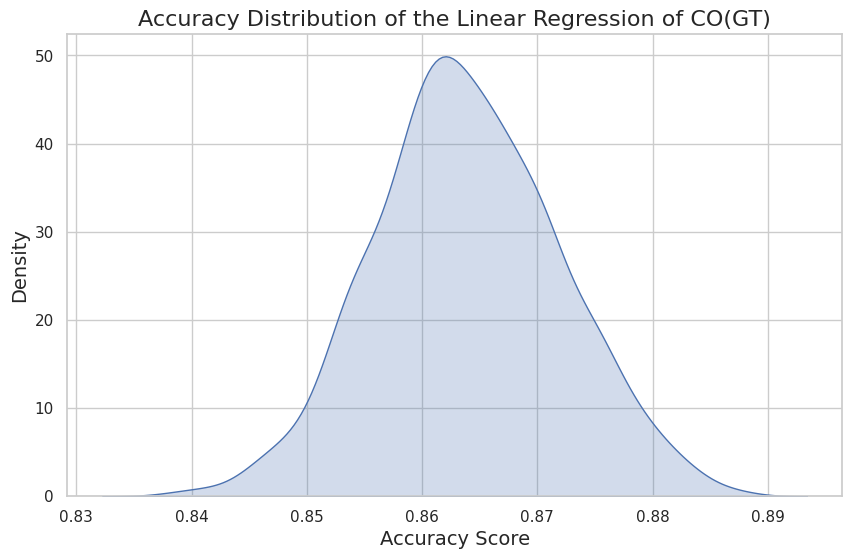 Accuracy Distribution of the Linear Regression of CO(GT)
50
40
30
20
10
0
Density
0.83 0.84 0.85 0.86 0.87 0.88 0.89
Accuracy Score